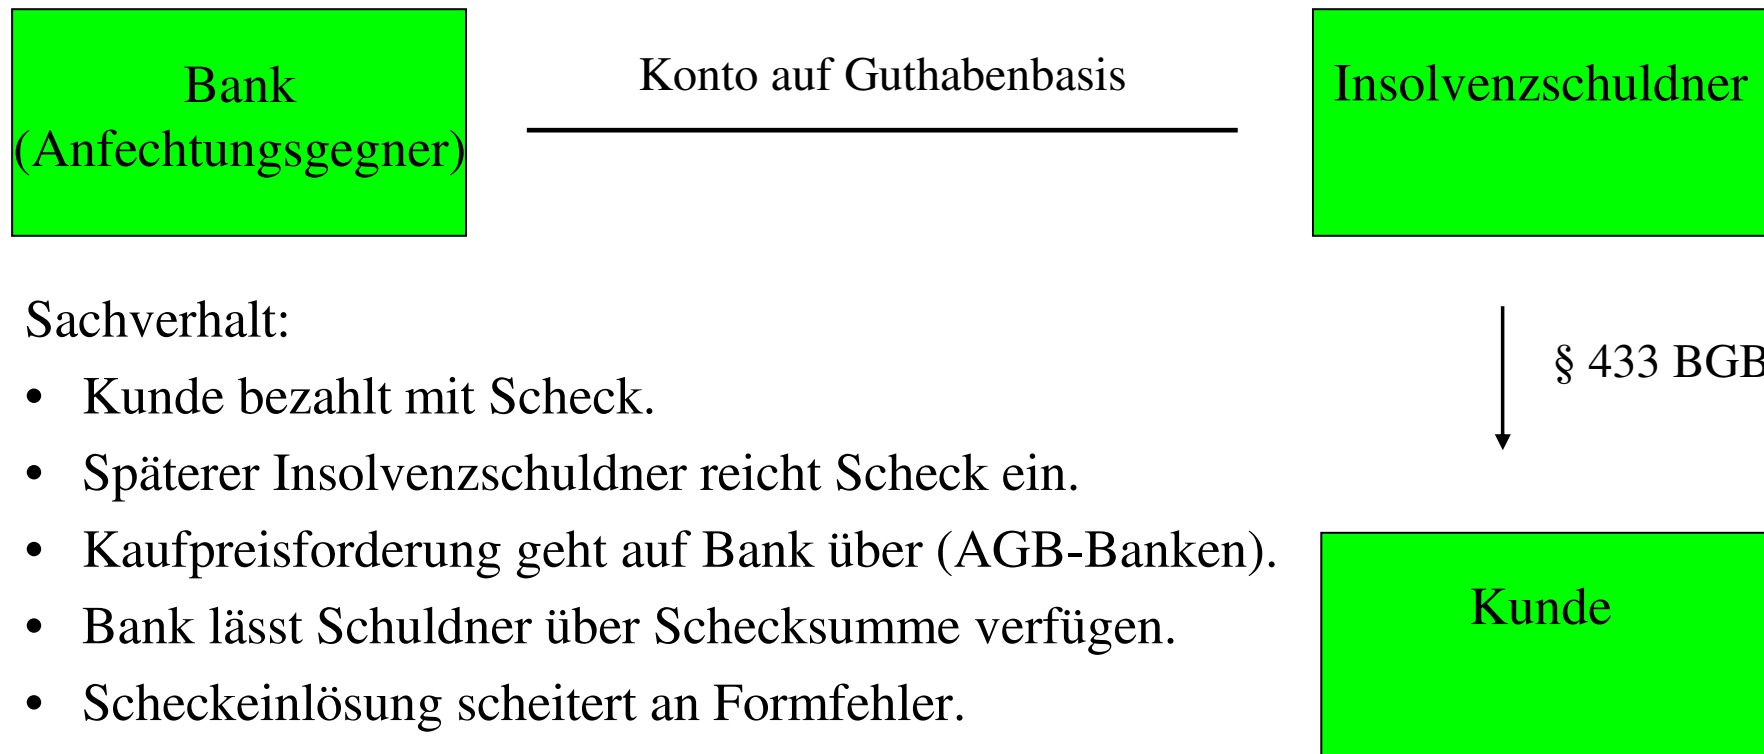 Bank
(Anfechtungsgegner)
Konto auf Guthabenbasis
Insolvenzschuldner
Sachverhalt:
• Kunde bezahlt mit Scheck.
• Späterer Insolvenzschuldner reicht Scheck ein.
• Kaufpreisforderung geht auf Bank über (AGB-Banken).
• Bank lässt Schuldner über Schecksumme verfügen.
• Scheckeinlösung scheitert an Formfehler.
§ 433 BGB
Kunde